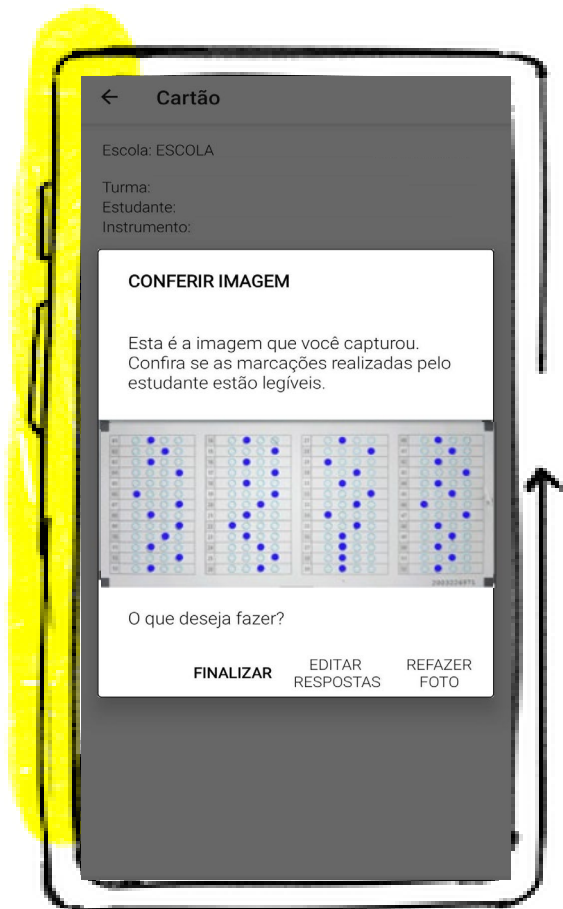 Cartão
Escola: ESCOLA
Turma:
Estudante:
Instrumento:
CONFERIR IMAGEM
Esta é a imagem que você capturou.
Confira se as marcações realizadas pelo
estudante estão legíveis.
O que deseja fazer?
FINALIZAR
EDITAR
RESPOSTAS
REFAZER
FOTO